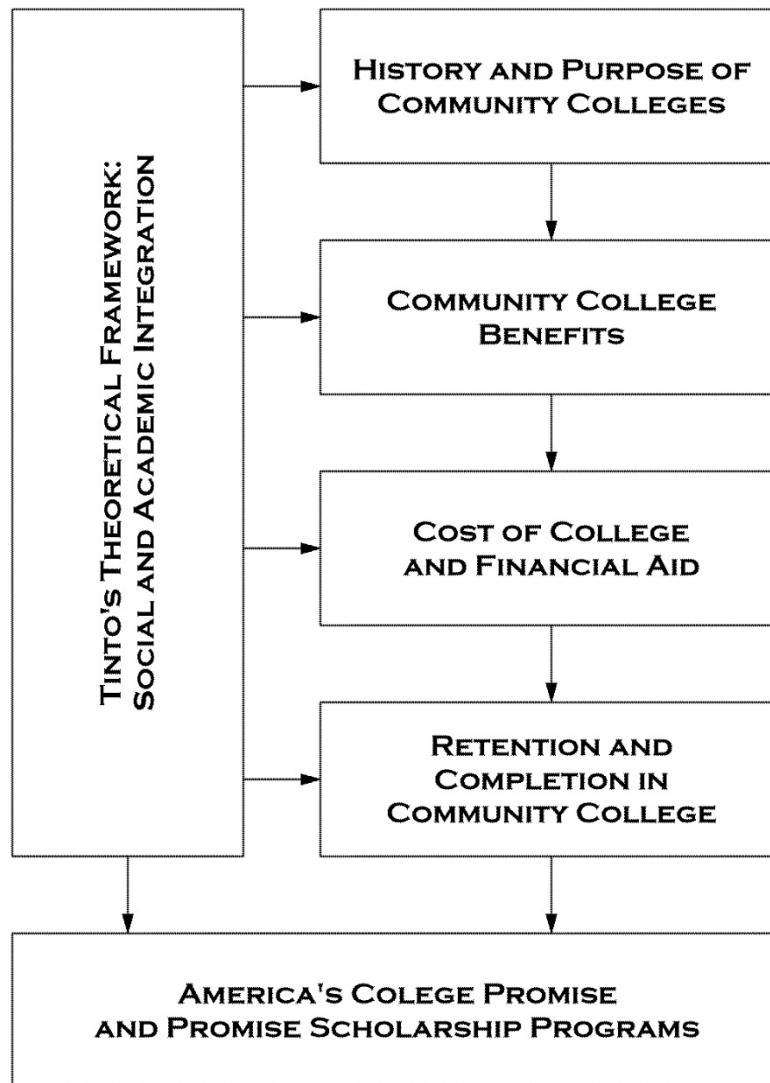 TINTO'S THEORETICAL FRAMEWORK:
SOCIAL AND ACADEMIC INTEGRATION
HISTORY AND PURPOSE OF
COMMUNITY COLLEGES
COMMUNITY COLLEGE
BENEFITS
COST OF COLLEGE
AND FINANCIAL AID
RETENTION AND
COMPLETION IN
COMMUNITY COLLEGE
AMERICA'S COLEGE PROMISE
AND PROMISE SCHOLARSHIP PROGRAMS